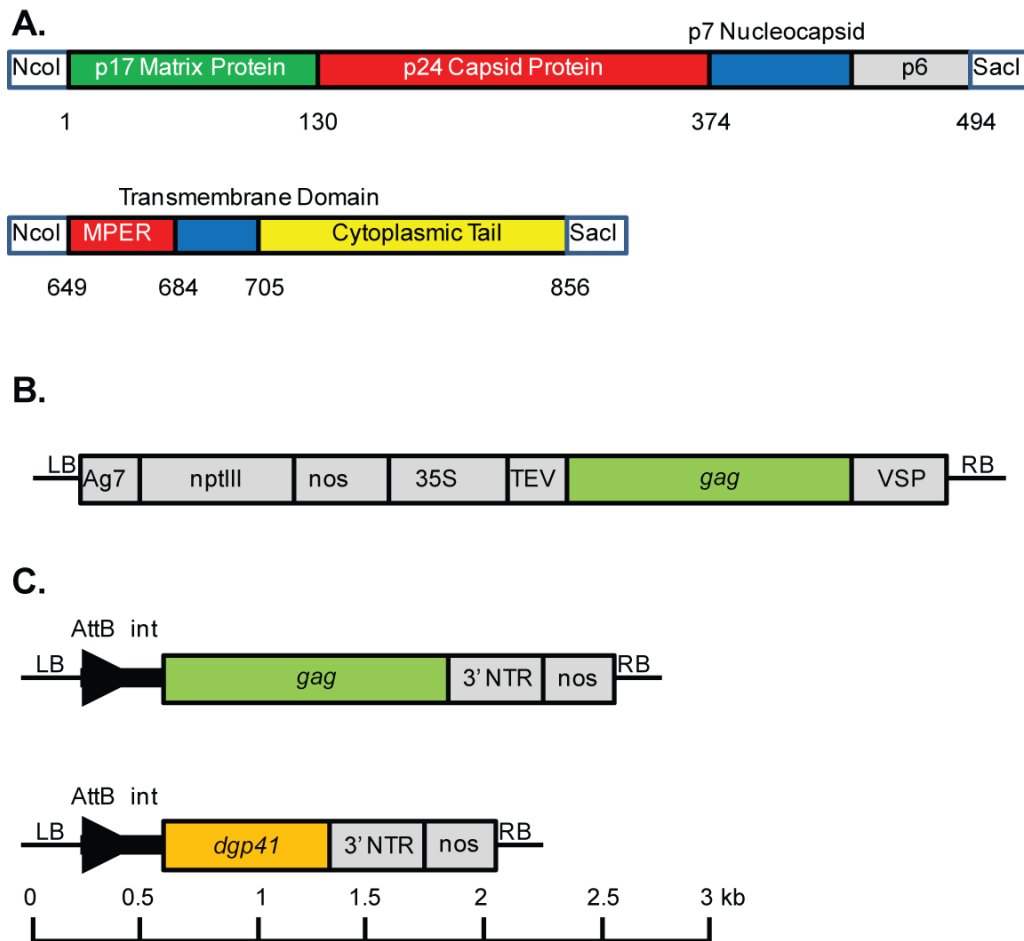 A.
p7 Nucleocapsid
NcoI p17 Matrix Protein p24 Capsid Protein p6 SacI
1 130 374 494
Transmembrane Domain
NcoI MPER Cytoplasmic Tail SacI
649 684 705 856
B.
LB Ag7 nptIII nos 35S TEV gag VSP RB
C.
AttB int
LB gag 3' NTR nos RB
AttB int
LB dgp41 3' NTR nos RB
0 0.5 1 1.5 2 2.5 3 kb